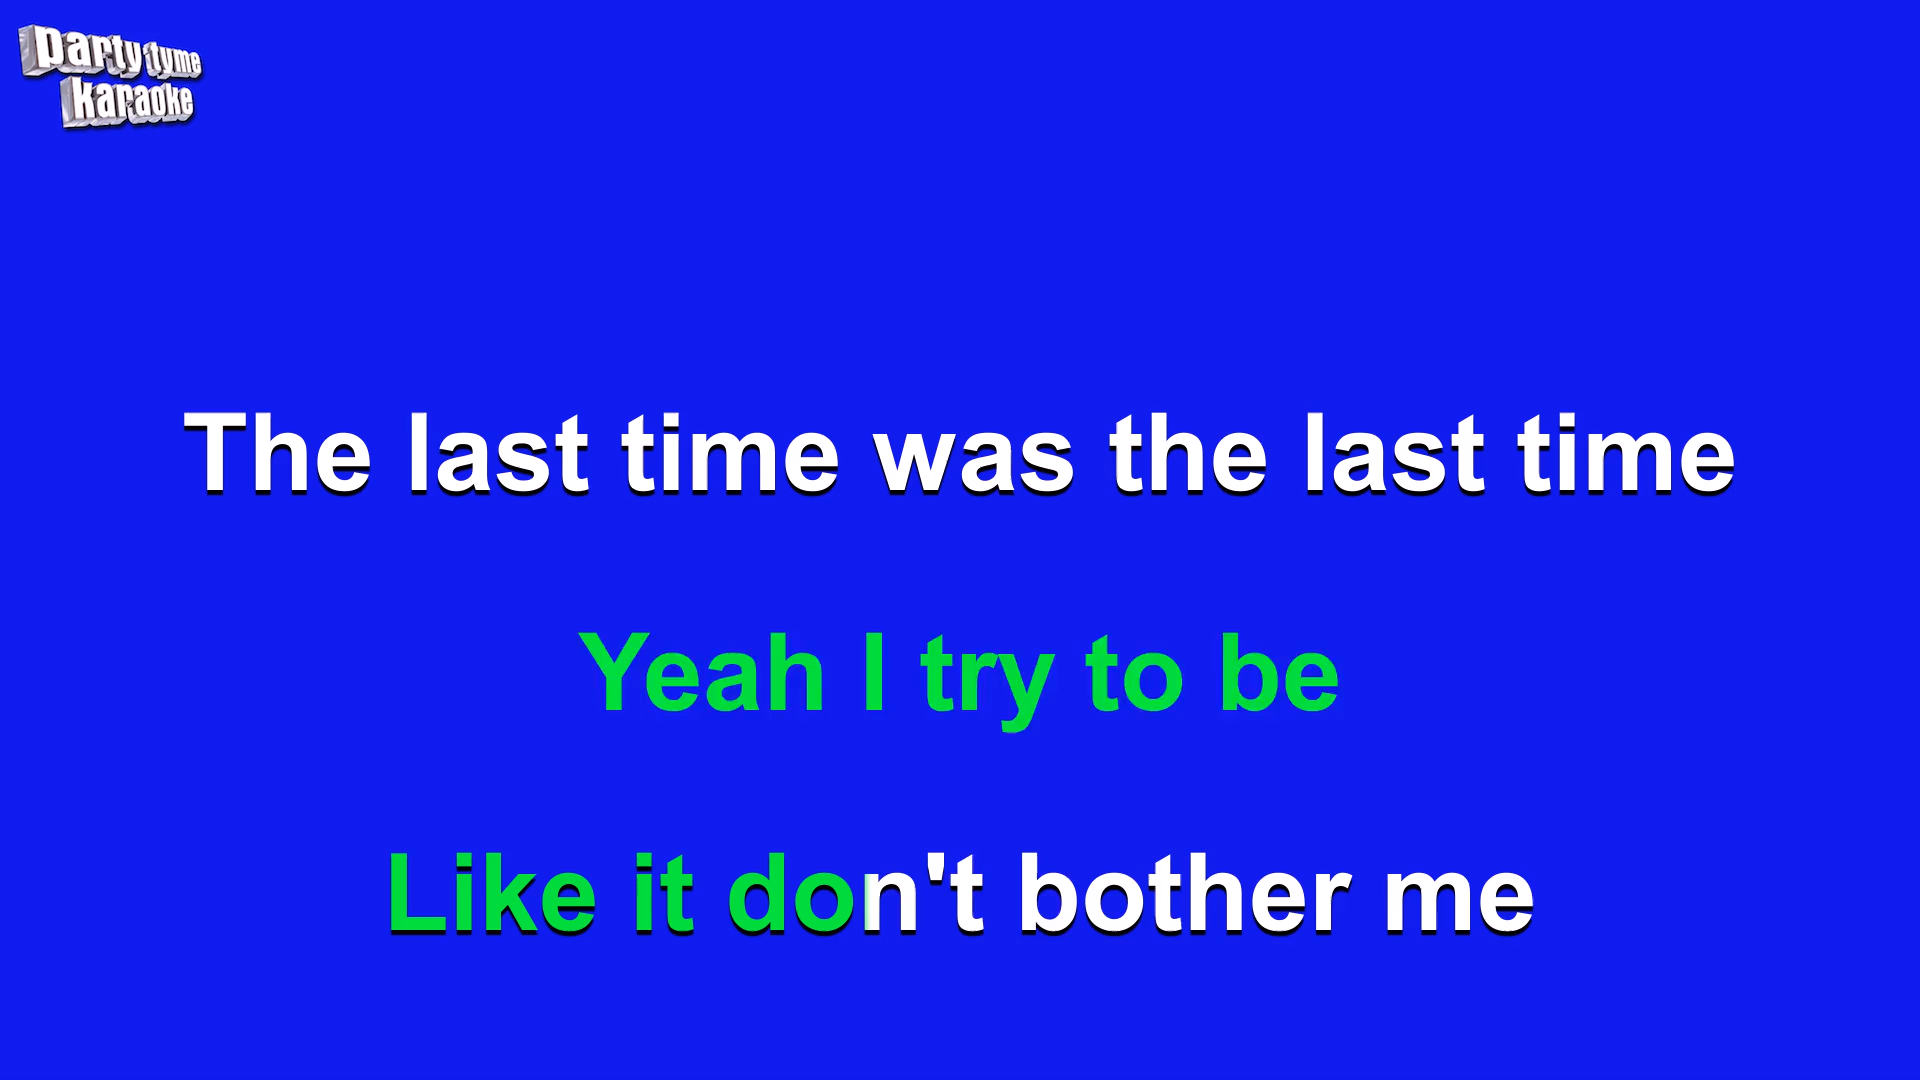 party tyme
karaoke
The last time was the last time
Yeah I try to be
Like it don't bother me